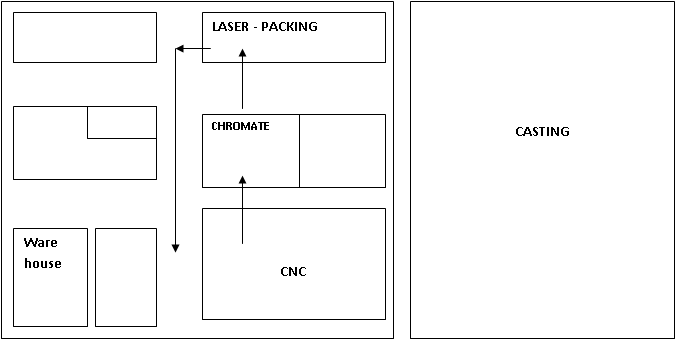 LASER - PACKING
CHROMATE
CASTING
Ware
house
CNC